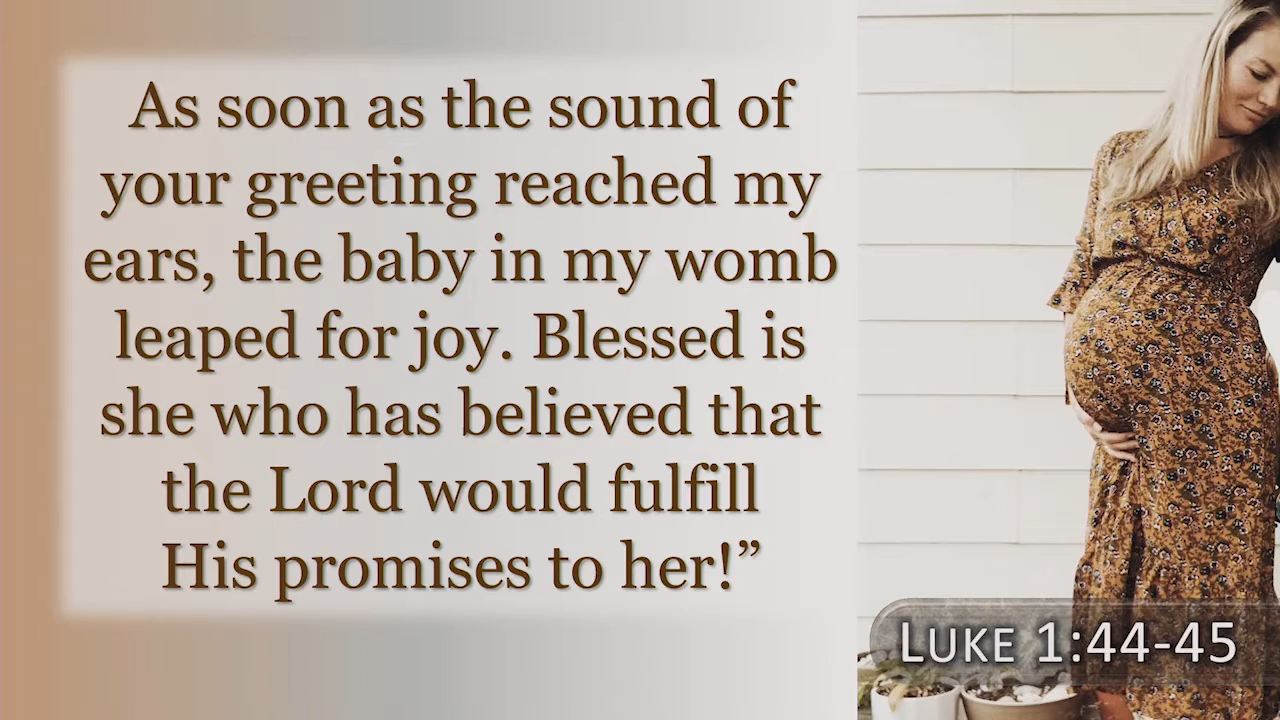 As soon as the sound of
your greeting reached my
ears, the baby in my womb
leaped for joy. Blessed is
she who has believed that
the Lord would fulfill
His promises to her!”
LUKE 1:44-45